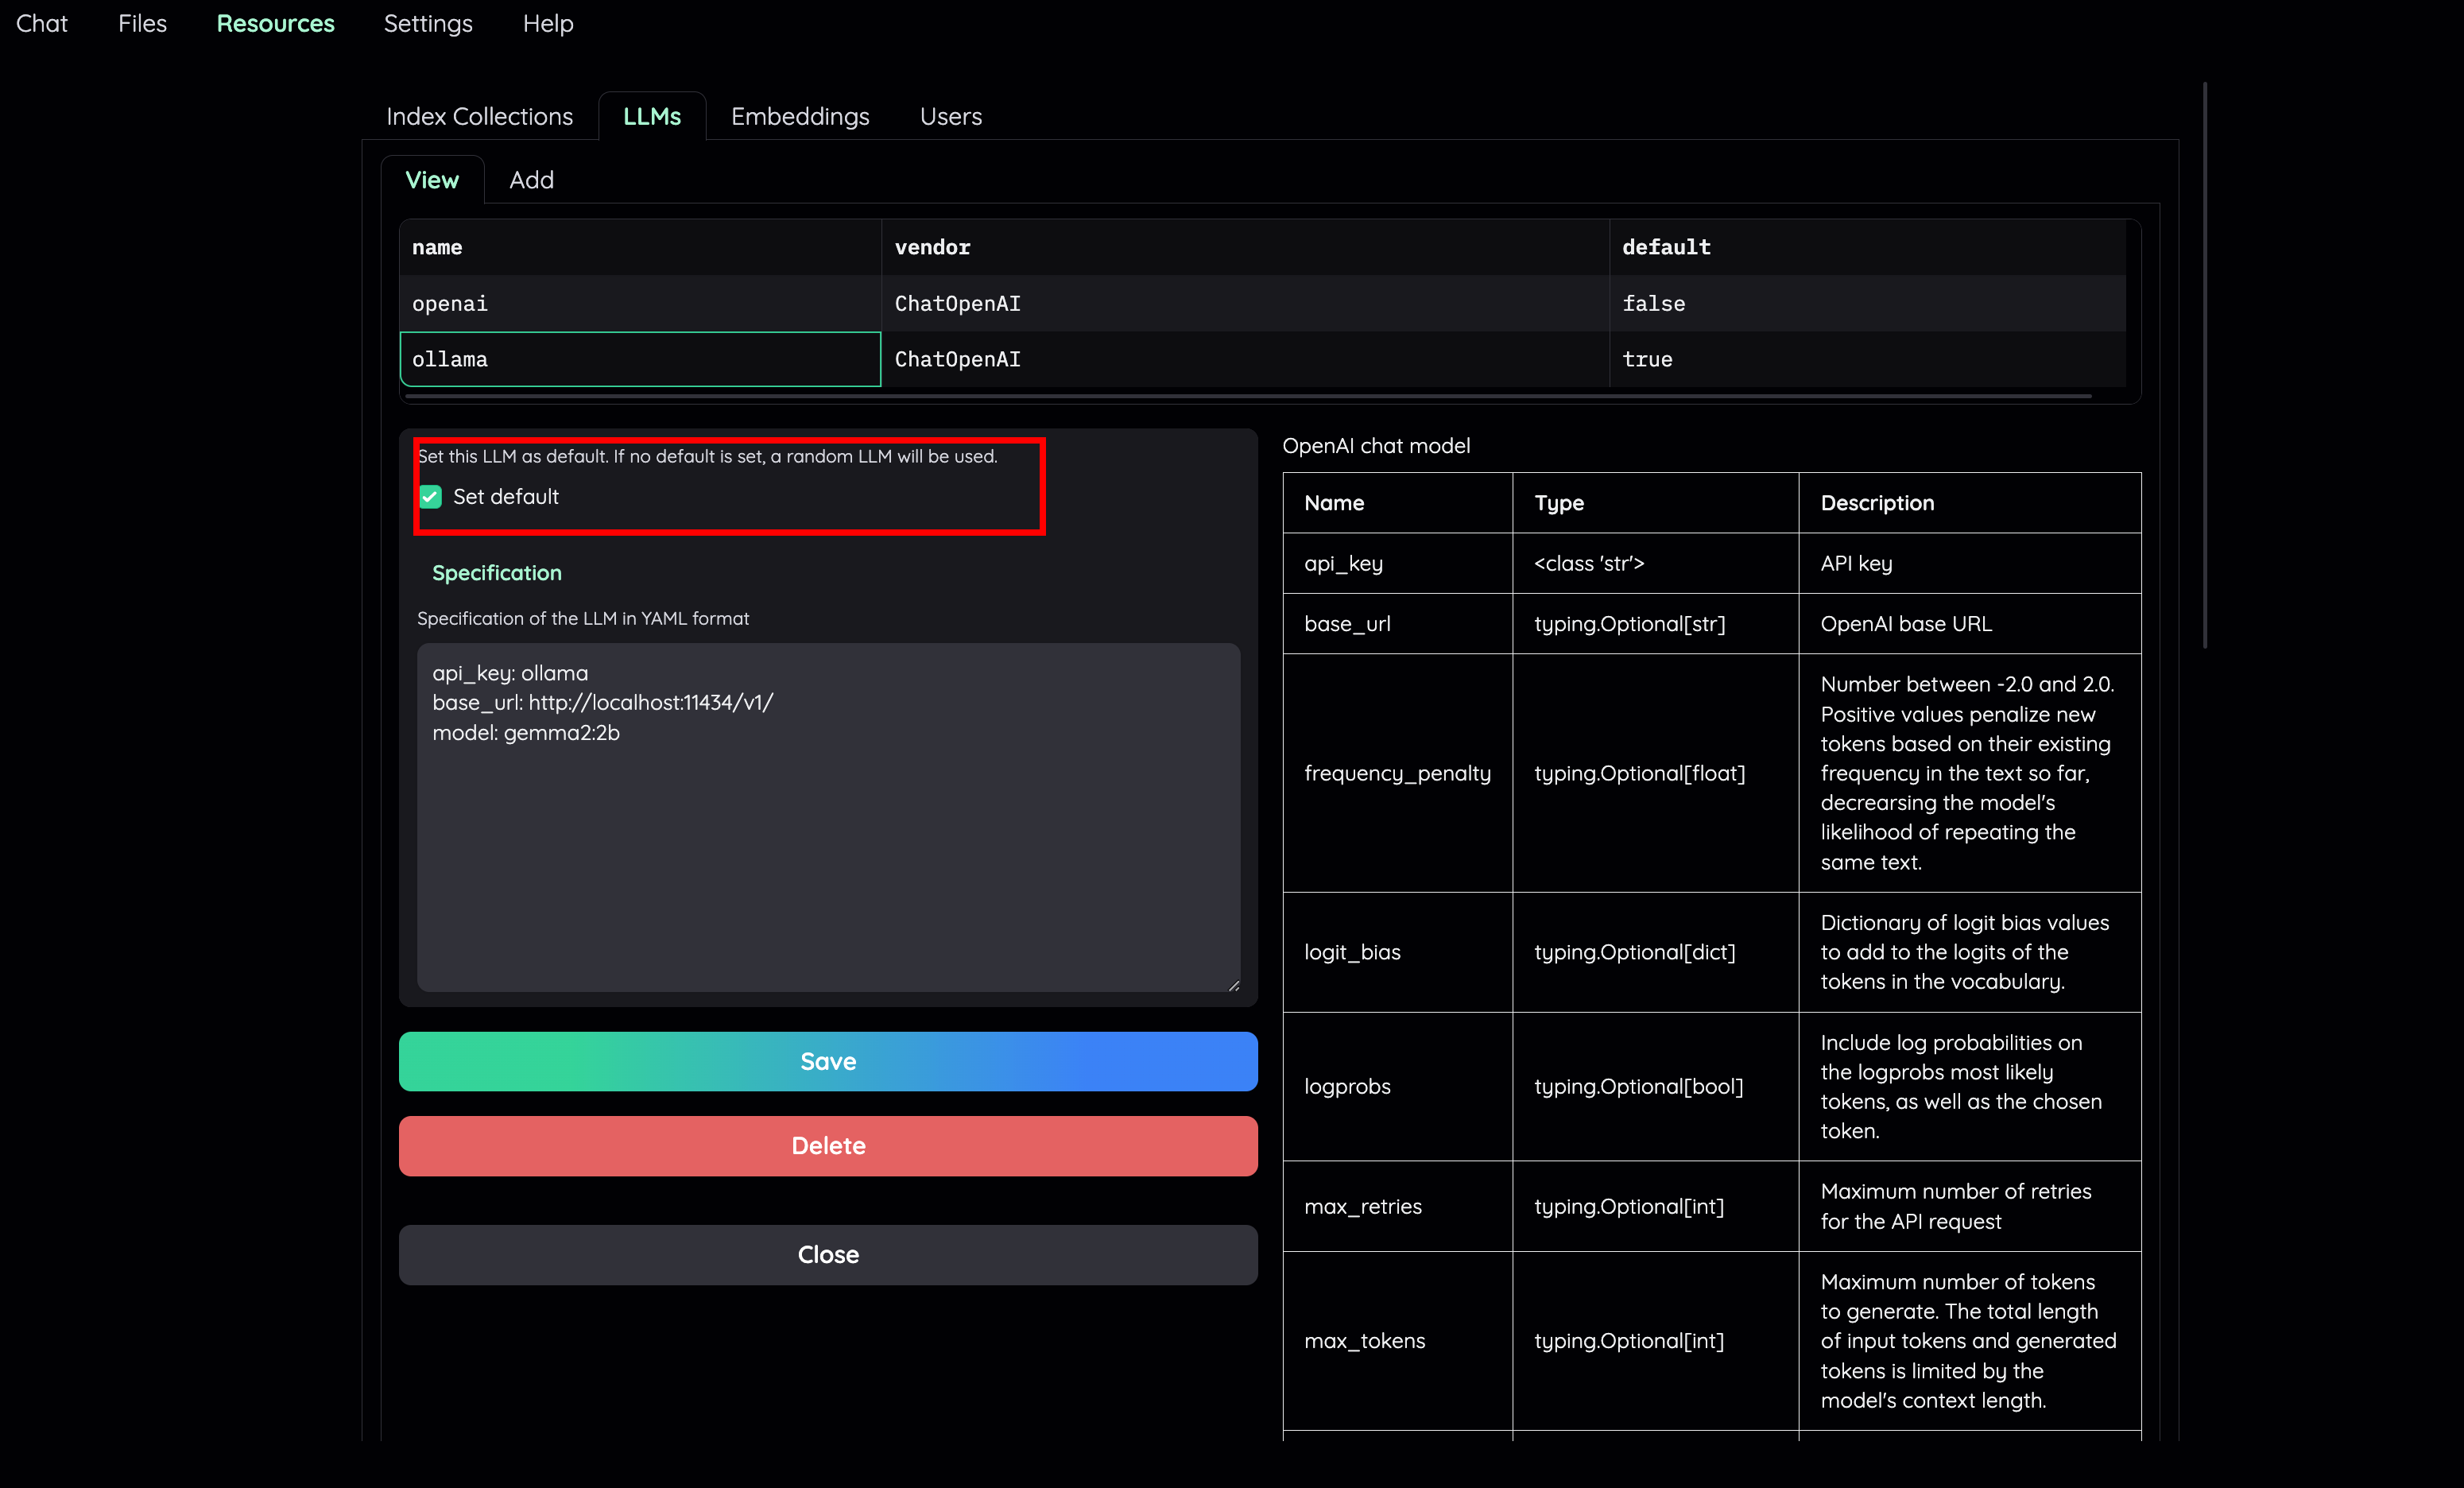 Chat Files Resources Settings Help
Index Collections LLMs Embeddings Users
View Add
name vendor default
openai ChatOpenAI false
ollama ChatOpenAI true
Set this LLM as default. If no default is set, a random LLM will be used.
Set default
Specification
Specification of the LLM in YAML format
api_key: ollama
base_url: http://localhost:11434/v1/
model: gemma2:2b
Save
Delete
Close
OpenAI chat model
Name Type Description
api_key <class 'str'> API key
base_url typing.Optional[str] OpenAI base URL
frequency_penalty typing.Optional[float] Number between -2.0 and 2.0.
Positive values penalize new
tokens based on their existing
frequency in the text so far,
decrearsing the model's
likelihood of repeating the
same text.
logit_bias typing.Optional[dict] Dictionary of logit bias values
to add to the logits of the
tokens in the vocabulary.
logprobs typing.Optional[bool] Include log probabilities on
the logprobs most likely
tokens, as well as the chosen
token.
max_retries typing.Optional[int] Maximum number of retries
for the API request
max_tokens typing.Optional[int] Maximum number of tokens
to generate. The total length
of input tokens and generated
tokens is limited by the
model's context length.